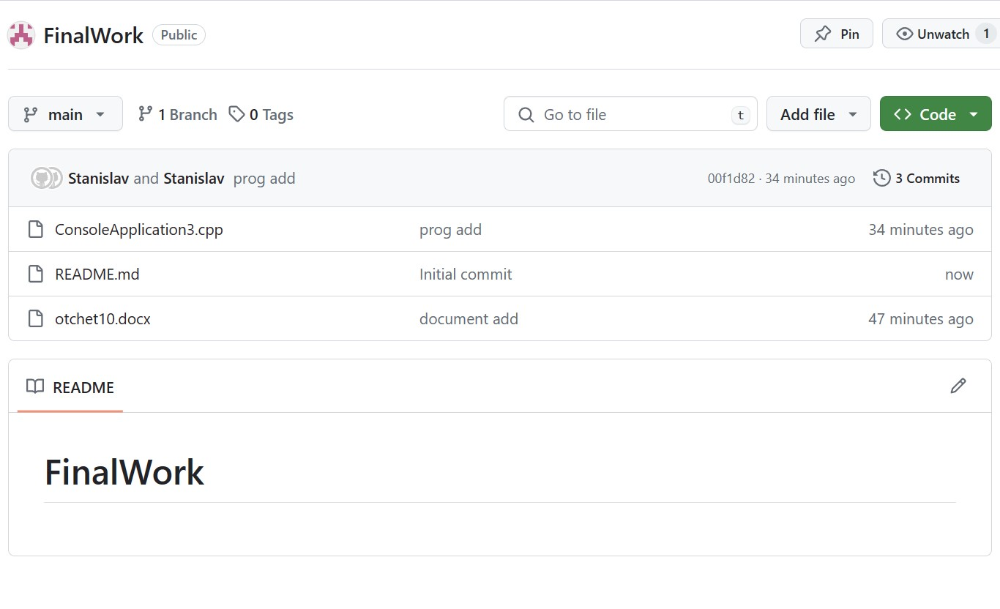 FinalWork Public Pin Unwatch 1
main 1 Branch 0 Tags Go to file t Add file Code
Stanislav and Stanislav prog add 00f1d82 · 34 minutes ago 3 Commits
ConsoleApplication3.cpp prog add 34 minutes ago
README.md Initial commit now
otchet10.docx document add 47 minutes ago
README
FinalWork